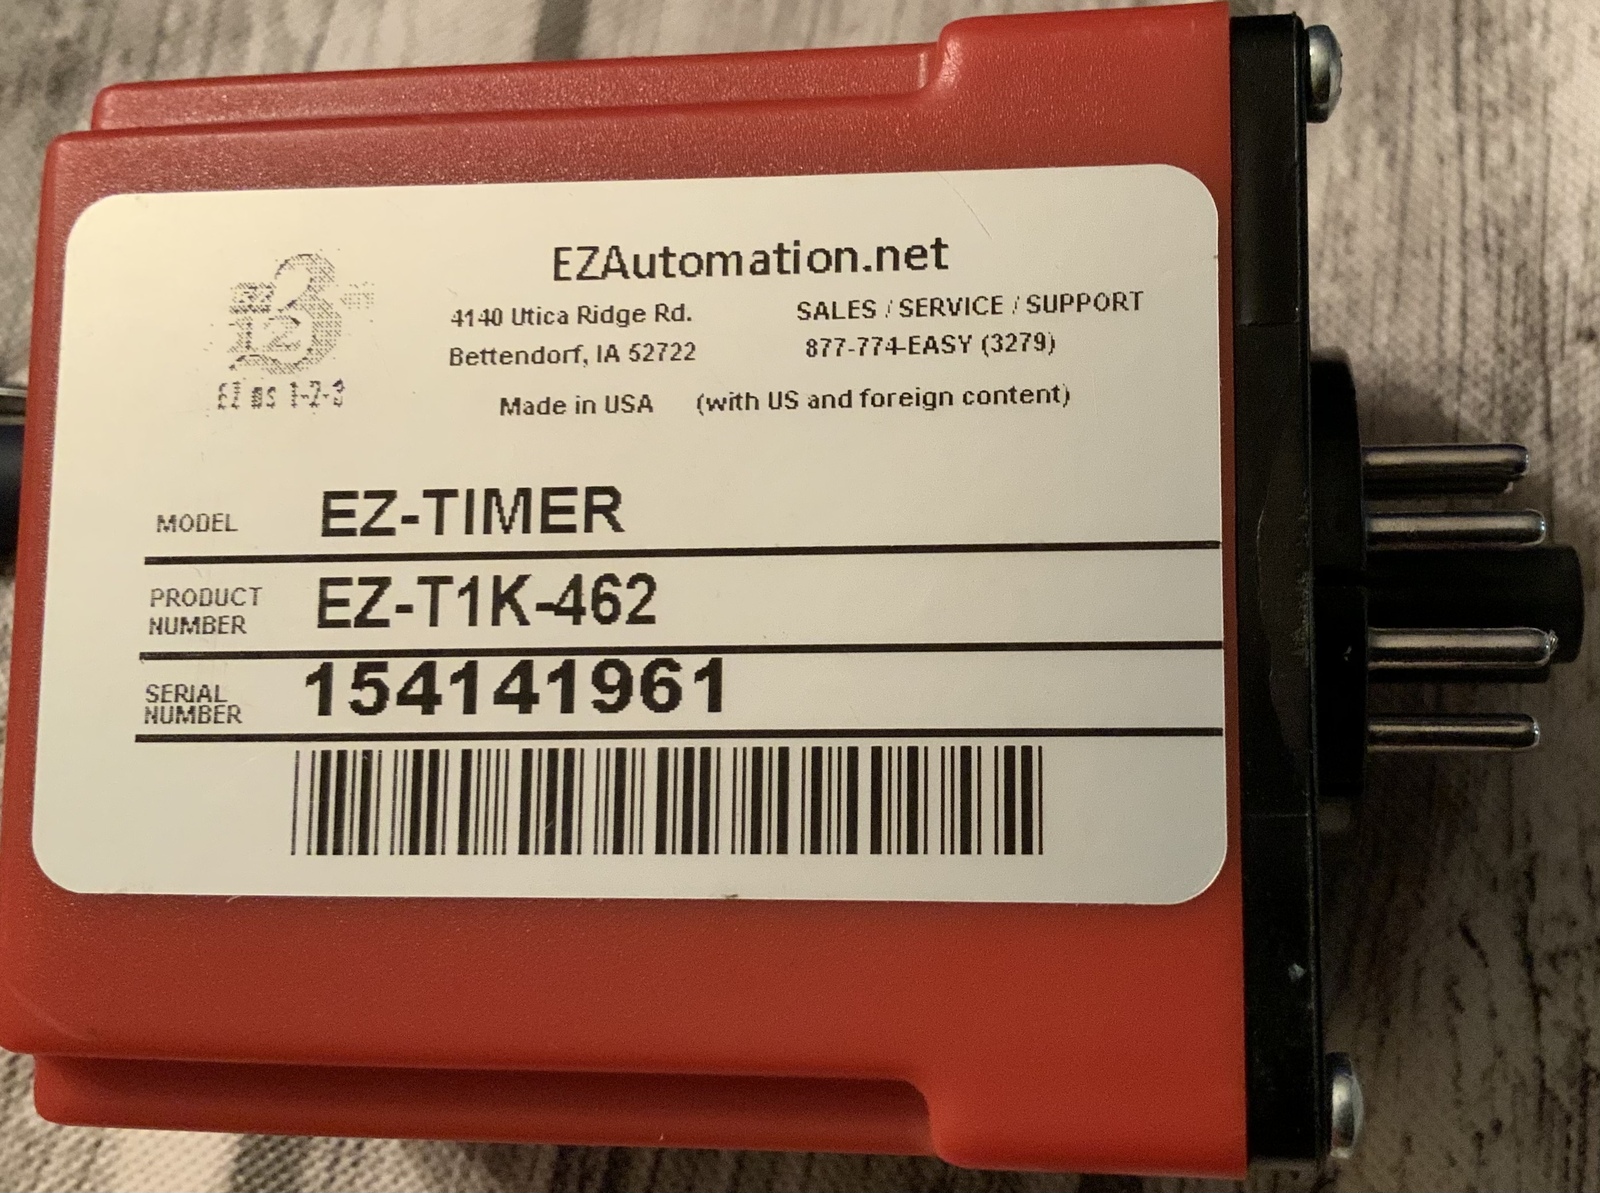 EZAutomation.net
4140 Utica Ridge Rd.
Bettendorf, IA 52722
SALES / SERVICE / SUPPORT
877-774-EASY (3279)
Made in USA (with US and foreign content)
EZ
123
EZ as 1-2-3
MODEL EZ-TIMER
PRODUCT NUMBER EZ-T1K-462
SERIAL NUMBER 154141961